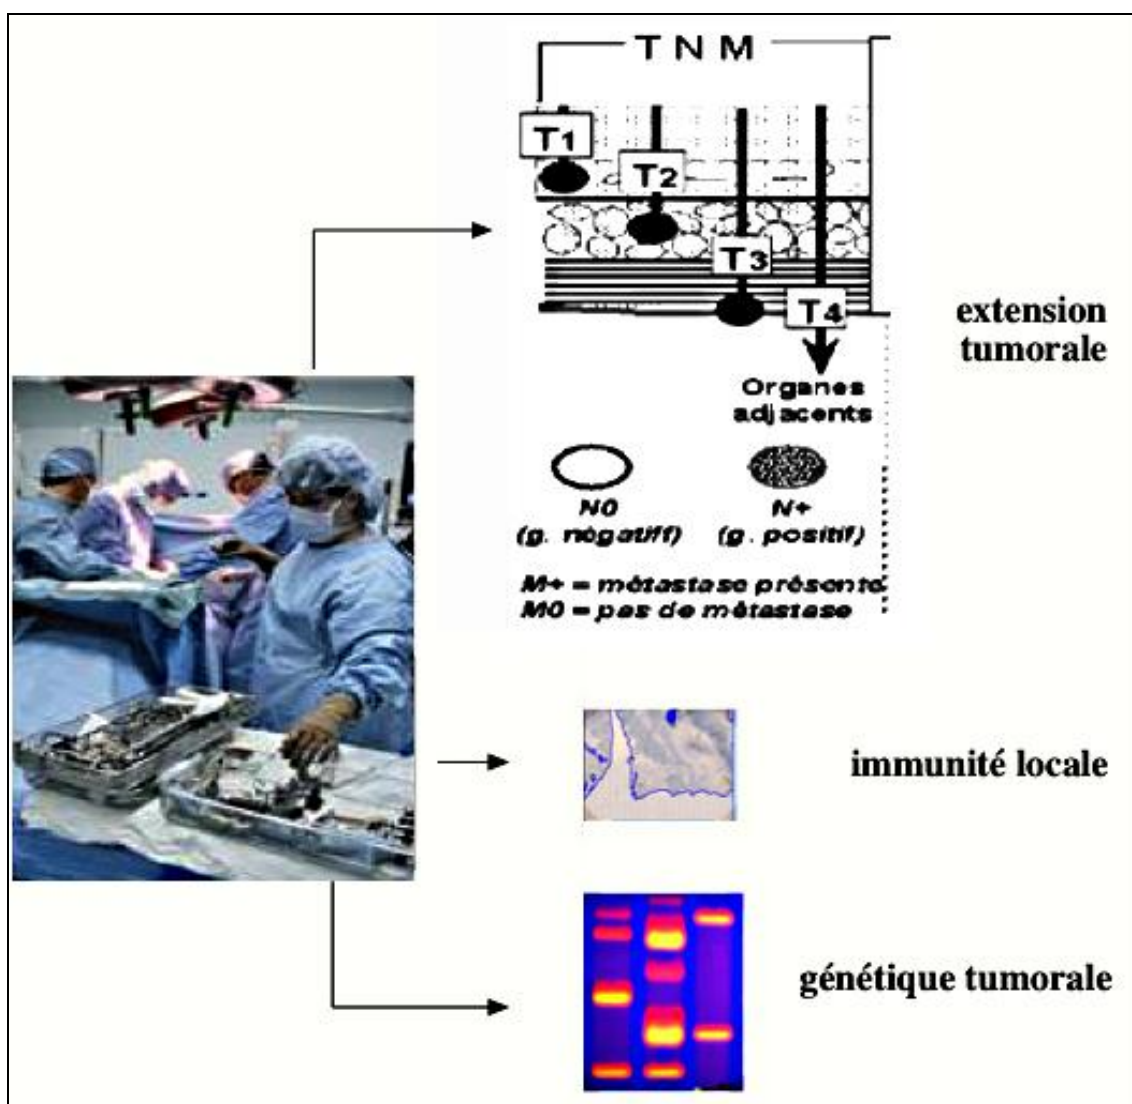 T N M
T1
T2
T3
T4
extension
tumorale
Organes
adjacents
N0
N+
(g. négatiff)
(g. positif)
M+ = métastase présente
M0 = pas de métastase
immunité locale
génétique tumorale